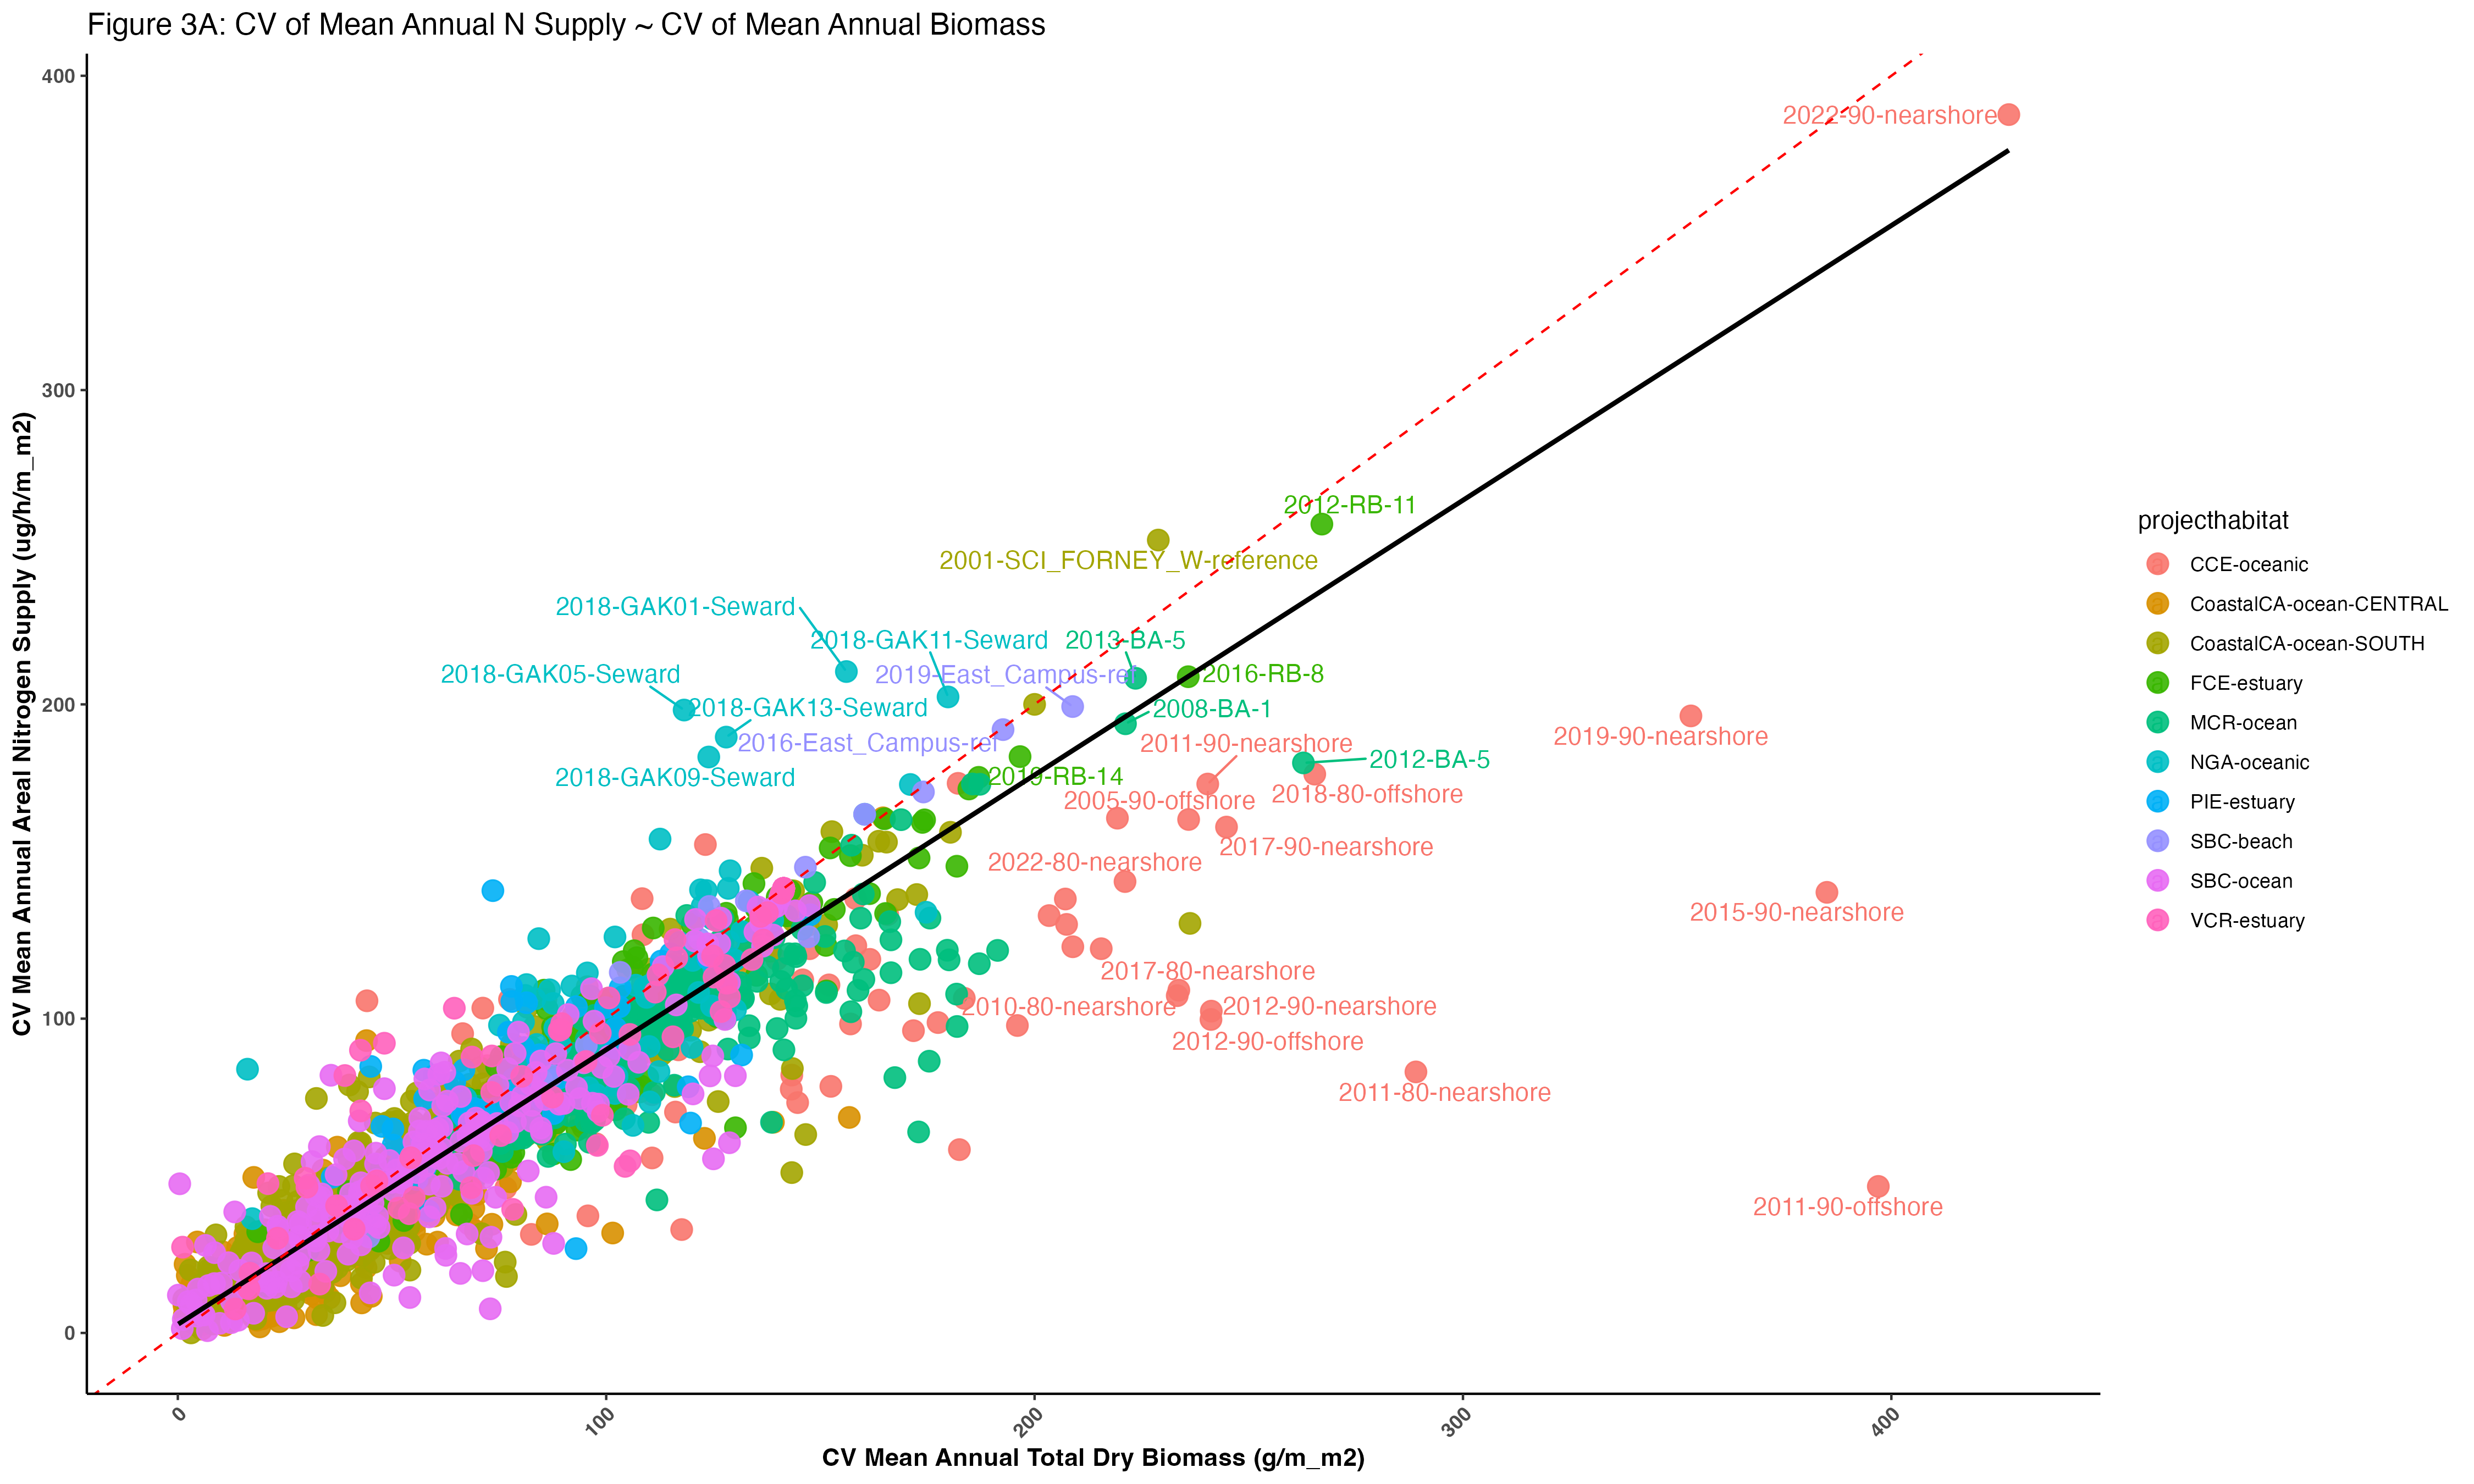 Figure 3A: CV of Mean Annual N Supply ~ CV of Mean Annual Biomass
CV Mean Annual Areal Nitrogen Supply (ug/h/m_m2)
400
300
200
100
0
2022-90-nearshore
2012-RB-11
2001-SCI_FORNEY_W-reference
2018-GAK01-Seward
2018-GAK11-Seward
2013-BA-5
2018-GAK05-Seward
2019-East_Campus-ref
2016-RB-8
2018-GAK13-Seward
2008-BA-1
2016-East_Campus-ref
2011-90-nearshore
2019-90-nearshore
2012-BA-5
2018-GAK09-Seward
2019-RB-14
2005-90-offshore
2018-80-offshore
2017-90-nearshore
2022-80-nearshore
2015-90-nearshore
2017-80-nearshore
2010-80-nearshore
2012-90-nearshore
2012-90-offshore
2011-80-nearshore
2011-90-offshore
0
100
200
300
400
CV Mean Annual Total Dry Biomass (g/m_m2)
projecthabitat
a CCE-oceanic
a CoastalCA-ocean-CENTRAL
a CoastalCA-ocean-SOUTH
a FCE-estuary
a MCR-ocean
a NGA-oceanic
a PIE-estuary
a SBC-beach
a SBC-ocean
a VCR-estuary